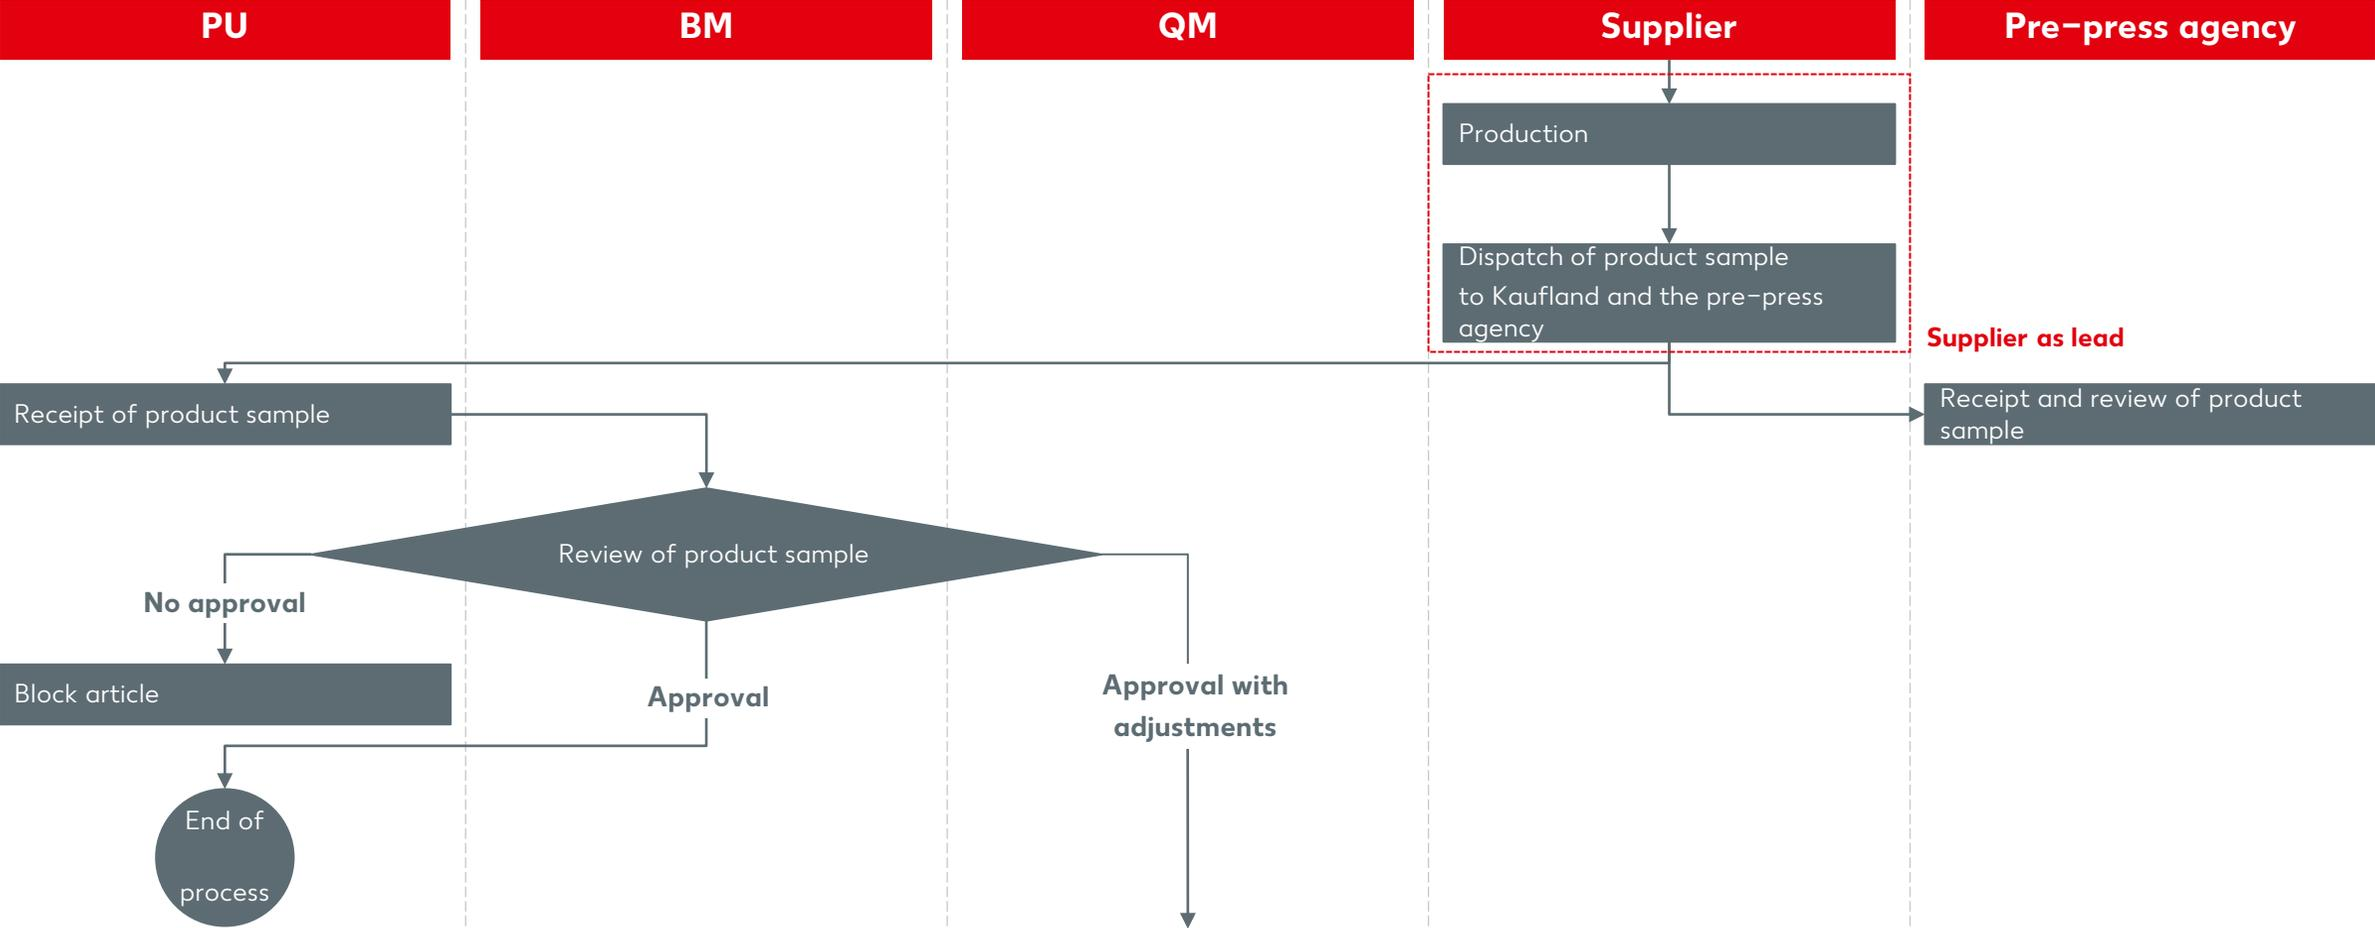 PU
BM
QM
Supplier
Pre-press agency
Production
Dispatch of product sample
to Kaufland and the pre-press
agency
Supplier as lead
Receipt of product sample
Receipt and review of product
sample
Review of product sample
No approval
Block article
Approval
Approval with
adjustments
End of
process